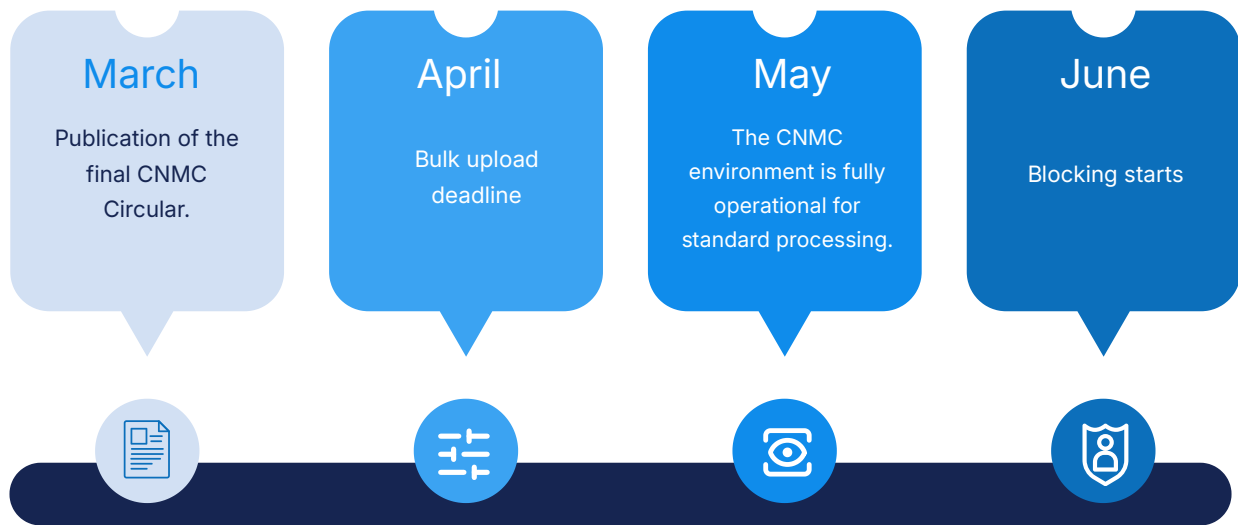 March
Publication of the
final CNMC
Circular.
April
Bulk upload
deadline
May
The CNMC
environment is fully
operational for
standard processing.
June
Blocking starts